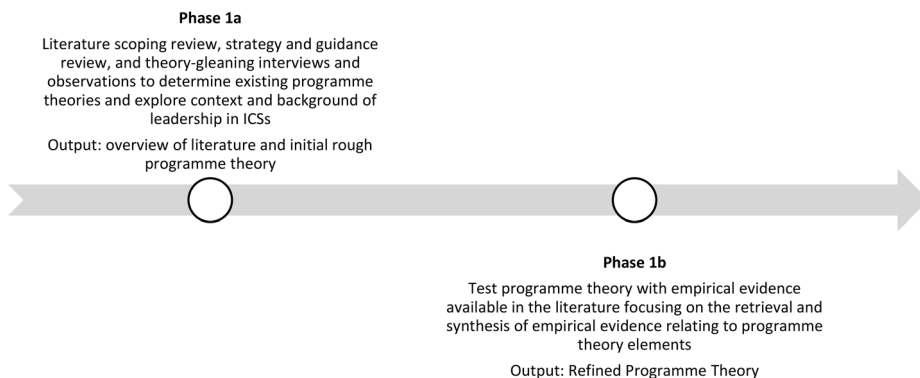 Phase 1a
Literature scoping review, strategy and guidance
review, and theory-gleaning interviews and
observations to determine existing programme
theories and explore context and background of
leadership in ICSs
Output: overview of literature and initial rough
programme theory
Phase 1b
Test programme theory with empirical evidence
available in the literature focusing on the retrieval and
synthesis of empirical evidence relating to programme
theory elements
Output: Refined Programme Theory